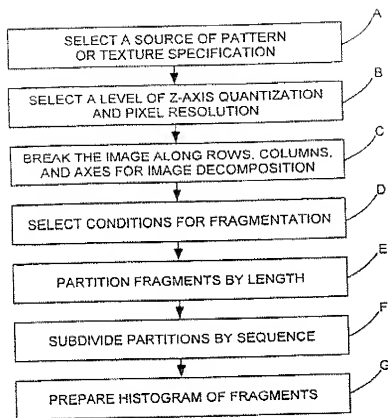 A
SELECT A SOURCE OF PATTERN
OR TEXTURE SPECIFICATION
B
SELECT A LEVEL OF Z-AXIS QUANTIZATION
AND PIXEL RESOLUTION
C
BREAK THE IMAGE ALONG ROWS, COLUMNS,
AND AXES FOR IMAGE DECOMPOSITION
D
SELECT CONDITIONS FOR FRAGMENTATION
E
PARTITION FRAGMENTS BY LENGTH
F
SUBDIVIDE PARTITIONS BY SEQUENCE
G
PREPARE HISTOGRAM OF FRAGMENTS